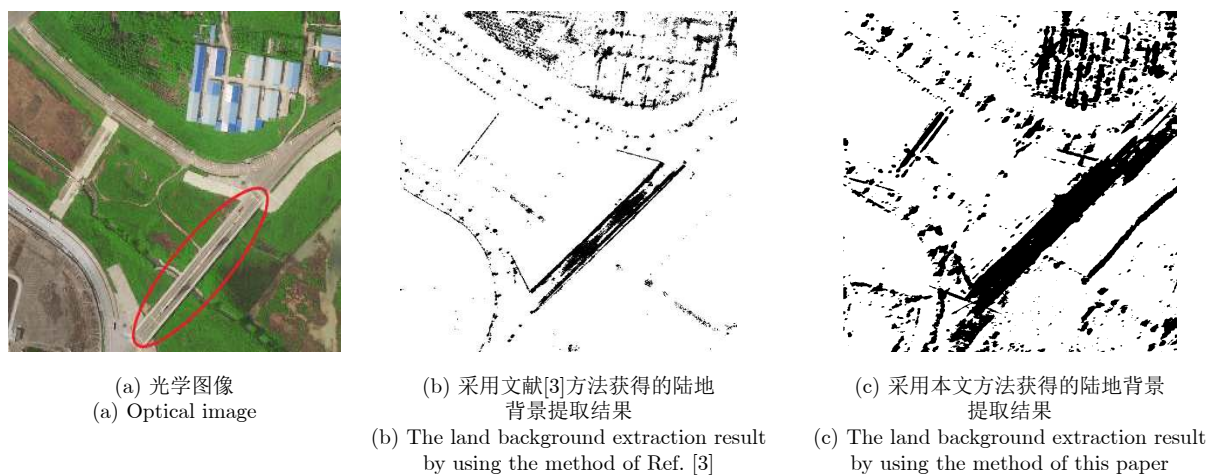 (a) 光学图像
(a) Optical image
(b) 采用文献[3]方法获得的陆地
背景提取结果
(b) The land background extraction result
by using the method of Ref. [3]
(c) 采用本文方法获得的陆地背景
提取结果
(c) The land background extraction result
by using the method of this paper